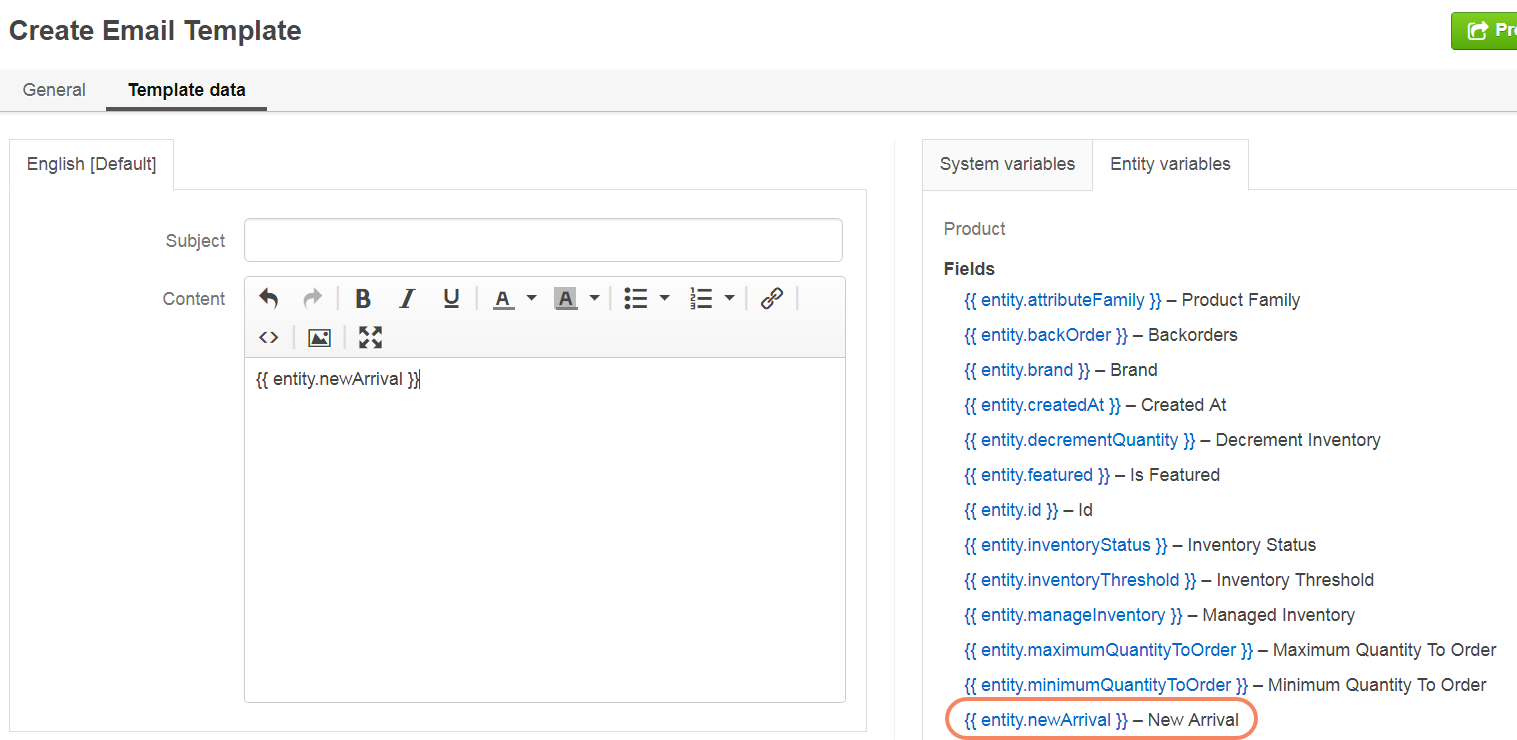 Create Email Template
Pre
General
Template data
English [Default]
Subject
Content
B I U A A
{{ entity.newArrival }}
System variables
Entity variables
Product
Fields
{{ entity.attributeFamily }} – Product Family
{{ entity.backOrder }} – Backorders
{{ entity.brand }} – Brand
{{ entity.createdAt }} – Created At
{{ entity.decrementQuantity }} – Decrement Inventory
{{ entity.featured }} – Is Featured
{{ entity.id }} – Id
{{ entity.inventoryStatus }} – Inventory Status
{{ entity.inventoryThreshold }} – Inventory Threshold
{{ entity.manageInventory }} – Managed Inventory
{{ entity.maximumQuantityToOrder }} – Maximum Quantity To Order
{{ entity.minimumQuantityToOrder }} – Minimum Quantity To Order
{{ entity.newArrival }} – New Arrival